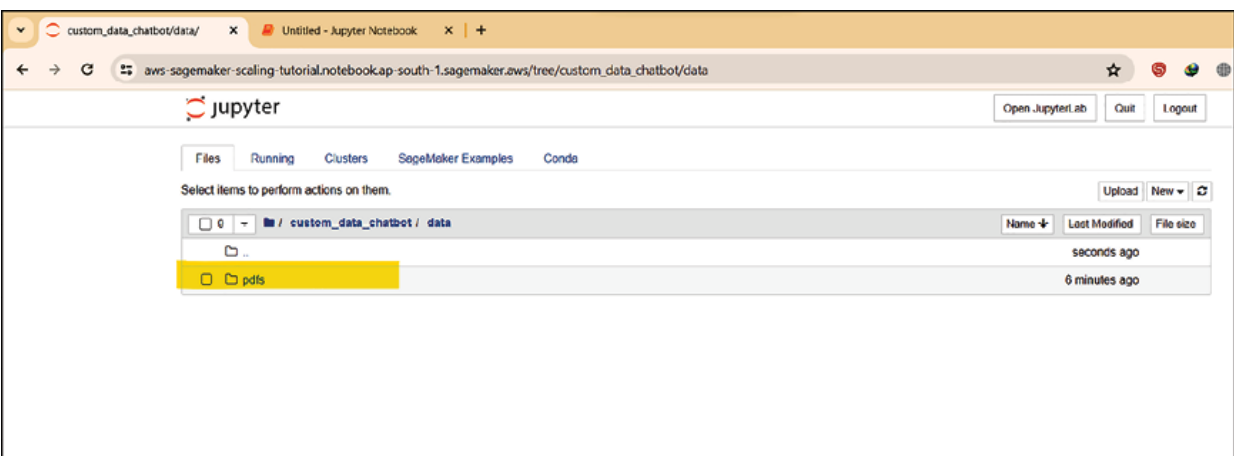 custom_data_chatbot/data/ Untitled - Jupyter Notebook
aws-sagemaker-scaling-tutorial.notebook.ap-south-1.sagemaker.aws/tree/custom_data_chatbot/data
jupyter Open JupyterLab Quit Logout
Files Running Clusters SageMaker Examples Conda
Select items to perform actions on them. Upload New
0 / custom_data_chatbot / data Name Last Modified File size
.. seconds ago
pdfs 6 minutes ago